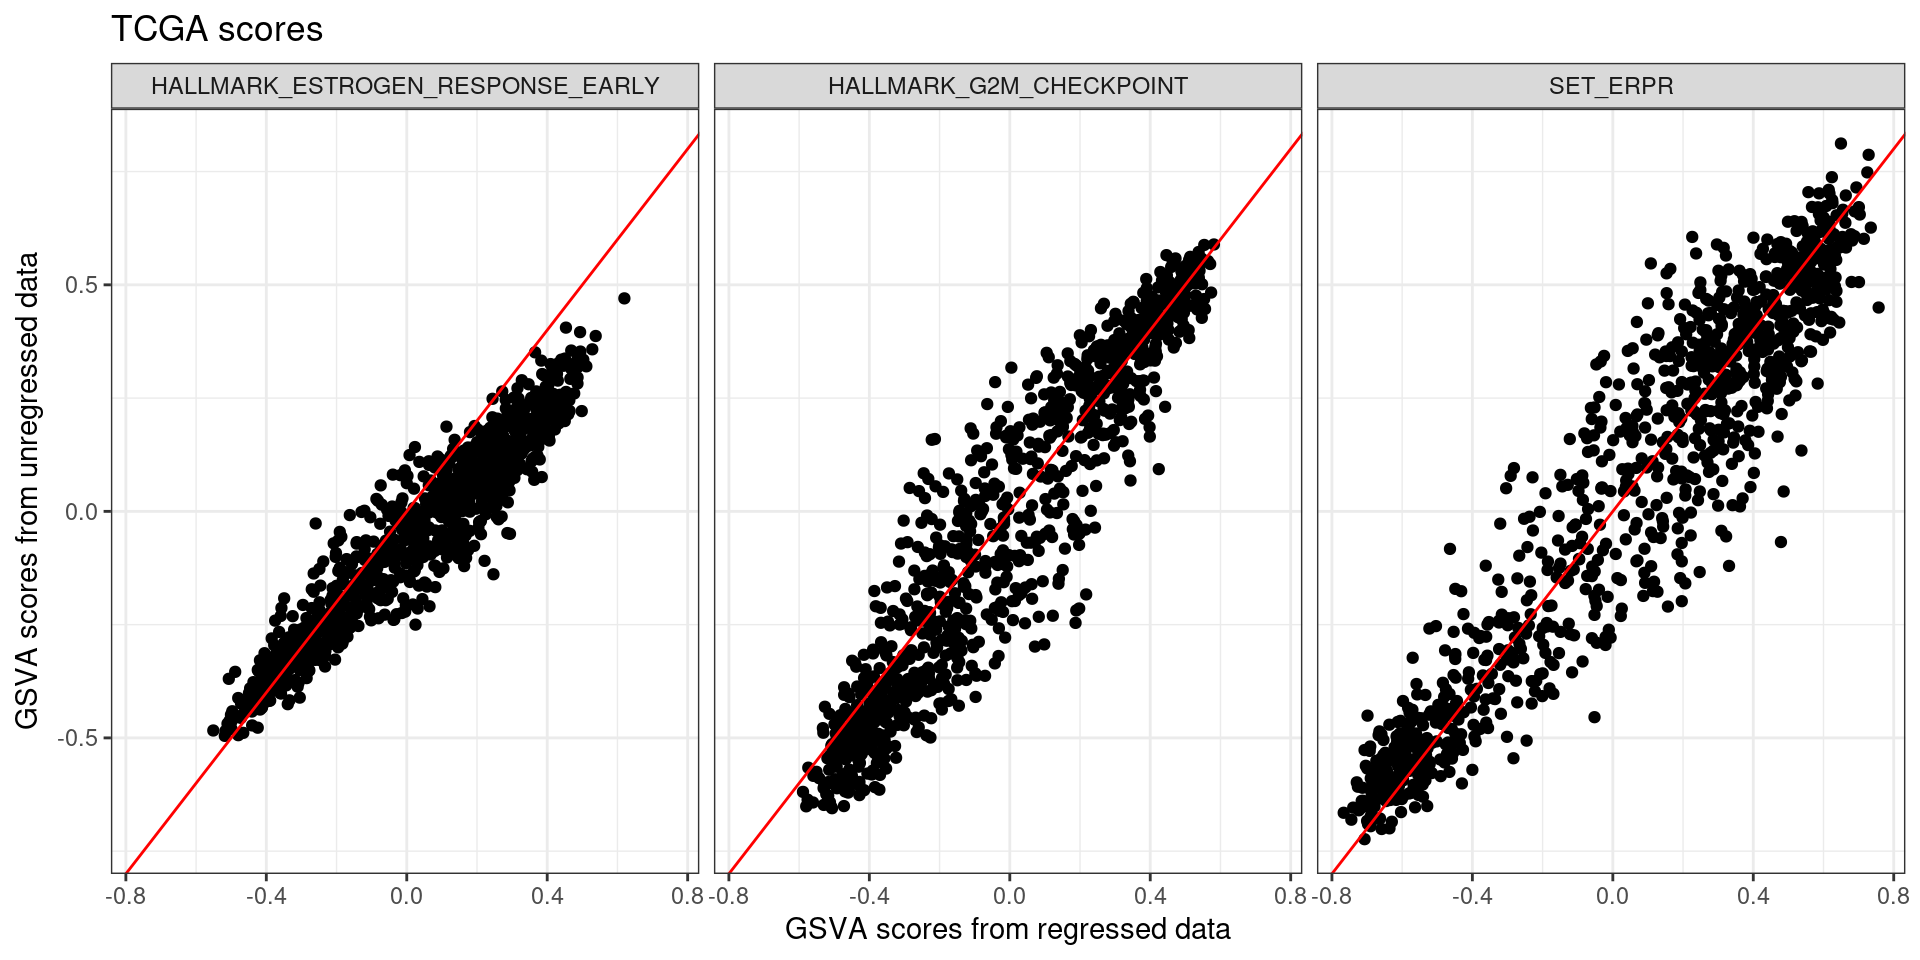 TCGA scores
HALLMARK_ESTROGEN_RESPONSE_EARLY
HALLMARK_G2M_CHECKPOINT
SET_ERPR
GSVA scores from unregressed data
0.5
0.0
-0.5
-0.8 -0.4 0.0 0.4 0.8
-0.8 -0.4 0.0 0.4 0.8
-0.8 -0.4 0.0 0.4 0.8
GSVA scores from regressed data